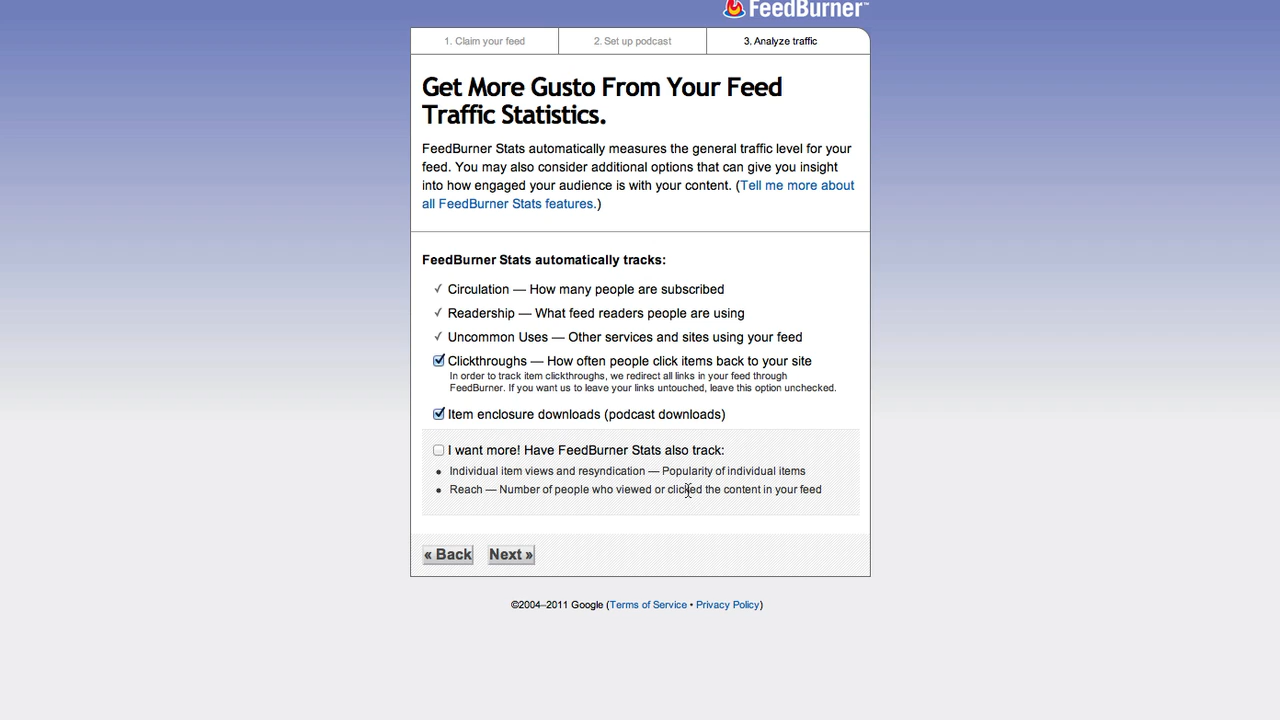 FeedBurner™
1. Claim your feed
2. Set up podcast
3. Analyze traffic
Get More Gusto From Your Feed
Traffic Statistics.
FeedBurner Stats automatically measures the general traffic level for your
feed. You may also consider additional options that can give you insight
into how engaged your audience is with your content. (Tell me more about
all FeedBurner Stats features.)
FeedBurner Stats automatically tracks:
✓ Circulation — How many people are subscribed
✓ Readership — What feed readers people are using
✓ Uncommon Uses — Other services and sites using your feed
Clickthroughs — How often people click items back to your site
In order to track item clickthroughs, we redirect all links in your feed through
FeedBurner. If you want us to leave your links untouched, leave this option unchecked.
Item enclosure downloads (podcast downloads)
I want more! Have FeedBurner Stats also track:
• Individual item views and resyndication — Popularity of individual items
• Reach — Number of people who viewed or clicked the content in your feed
« Back
Next »
©2004–2011 Google (Terms of Service • Privacy Policy)